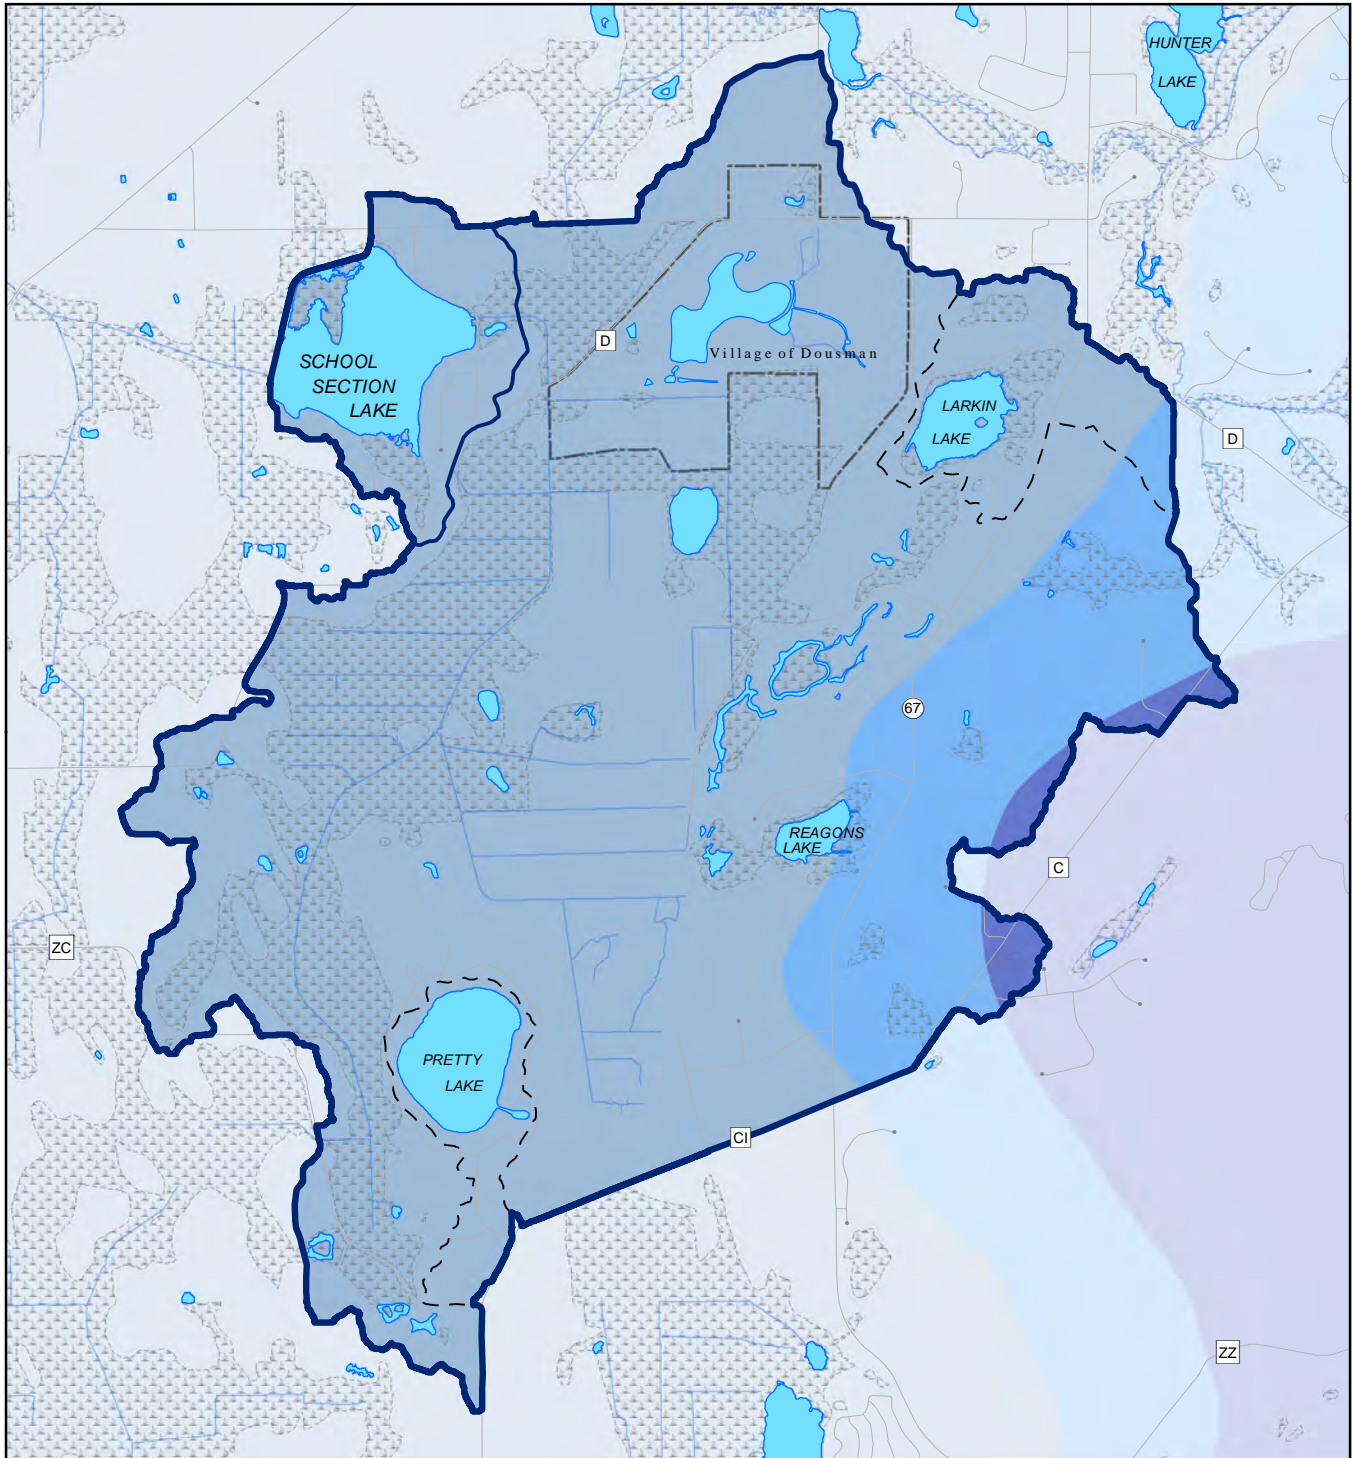 HUNTER
LAKE
D
SCHOOL
SECTION
LAKE
Village of Dousman
LARKIN
LAKE
D
67
REAGONS
LAKE
C
ZC
PRETTY
LAKE
CI
ZZ